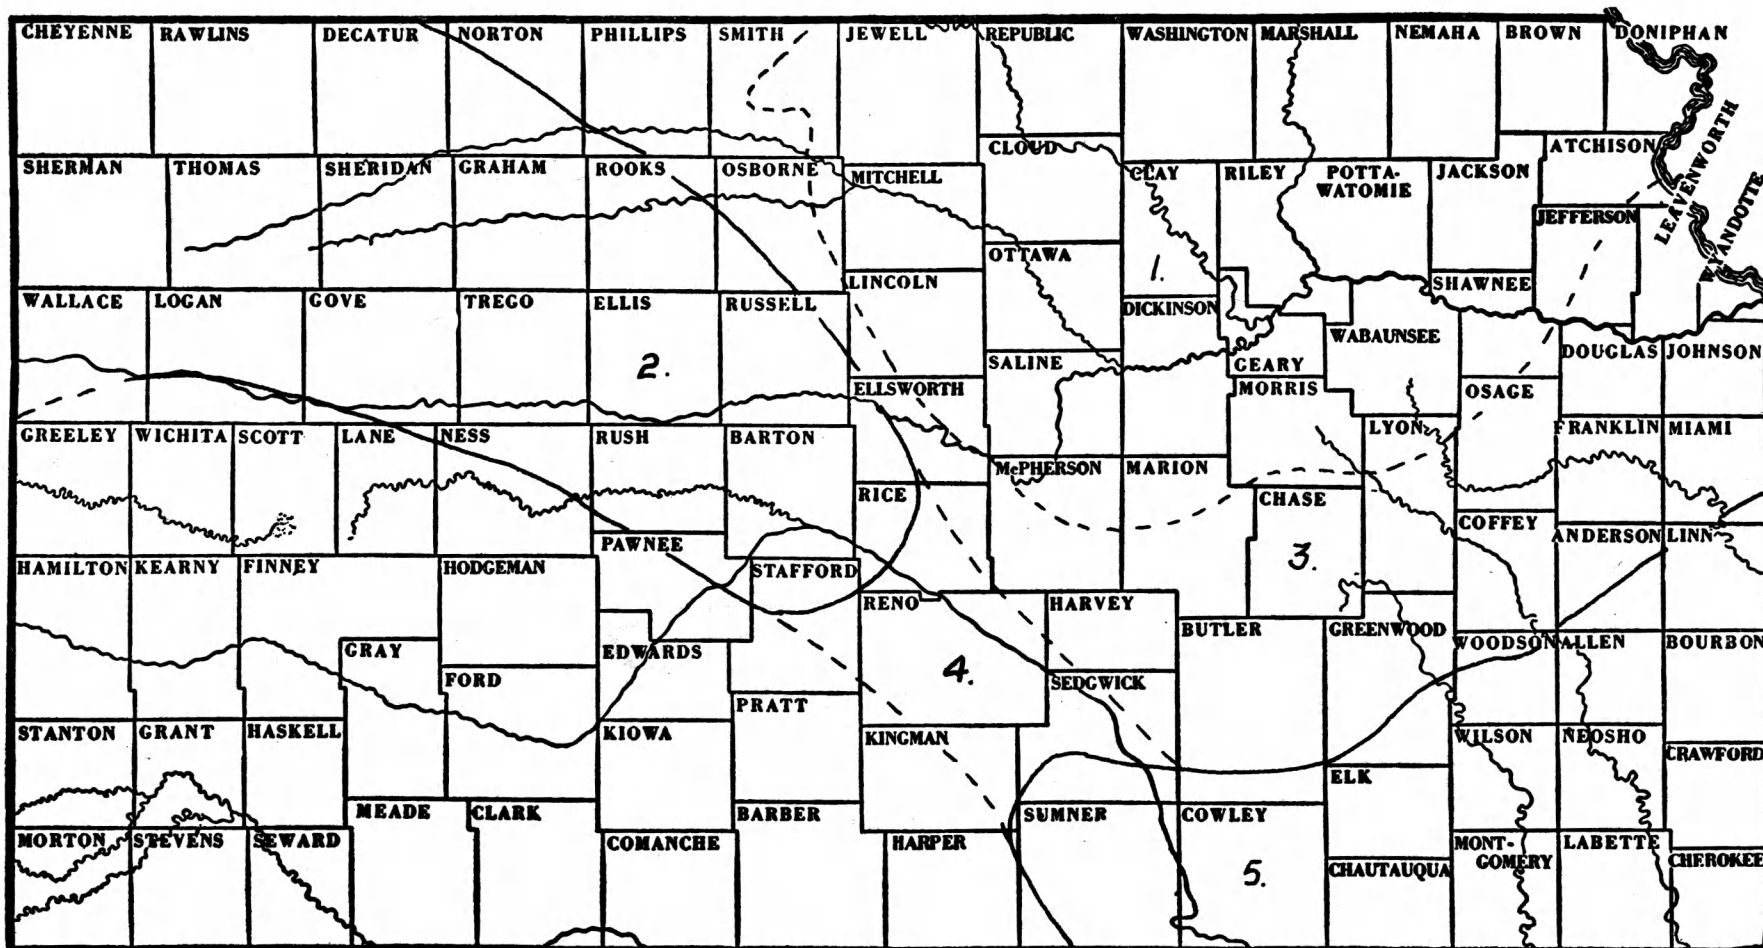 CHEYENNE RAWLINS DECATUR NORTON PHILLIPS SMITH JEWELL REPUBLIC WASHINGTON MARSHALL NEMAHA BROWN DONIPHAN
SHERMAN THOMAS SHERIDAN GRAHAM ROOKS OSBORNE MITCHELL CLOUD CLAY RILEY POTTA-
WATOMIE JACKSON ATCHISON
JEFFERSON LEAVENWORTH WYANDOTTE
OTTAWA 1.
WALLACE LOGAN GOVE TREGO ELLIS RUSSELL LINCOLN DICKINSON SHAWNEE
2. SALINE GEARY WABAUNSEE DOUGLAS JOHNSON
ELLSWORTH MORRIS OSAGE
GREELEY WICHITA SCOTT LANE NESS RUSH BARTON LYON FRANKLIN MIAMI
McPHERSON MARION
RICE CHASE
PAWNEE COFFEY ANDERSON LINN
HAMILTON KEARNY FINNEY HODGEMAN STAFFORD 3.
RENO HARVEY
GRAY EDWARDS BUTLER GREENWOOD WOODSON ALLEN BOURBON
FORD 4. SEDGWICK
PRATT
STANTON GRANT HASKELL KIOWA KINGMAN WILSON NEOSHO CRAWFORD
ELK
MEADE CLARK BARBER SUMNER COWLEY
MORTON STEVENS SEWARD COMANCHE HARPER MONT-
GOMERY LABETTE CHEROKEE
5. CHAUTAUQUA